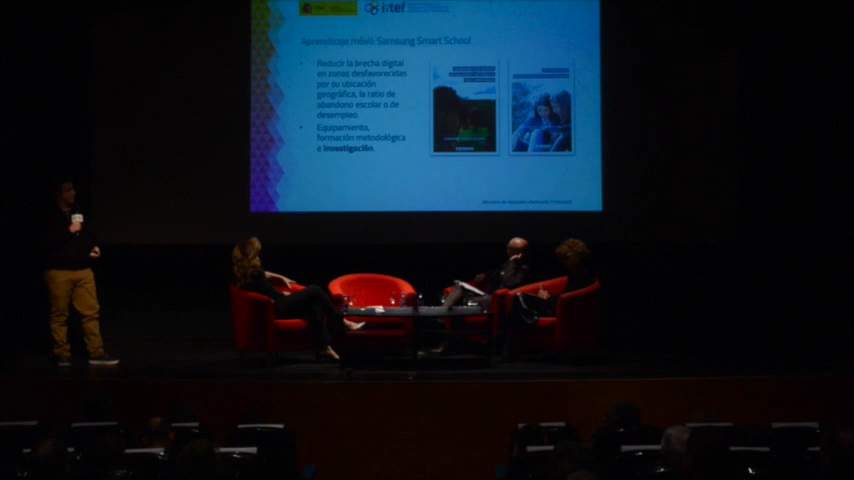 intef
Aprendizaje móvil: Samsung Smart School
• Reducir la brecha digital
en zonas desfavorecidas
por su ubicación
geográfica, la ratio de
abandono escolar o de
desempleo.
• Equipamiento,
formación metodológica
e investigación.